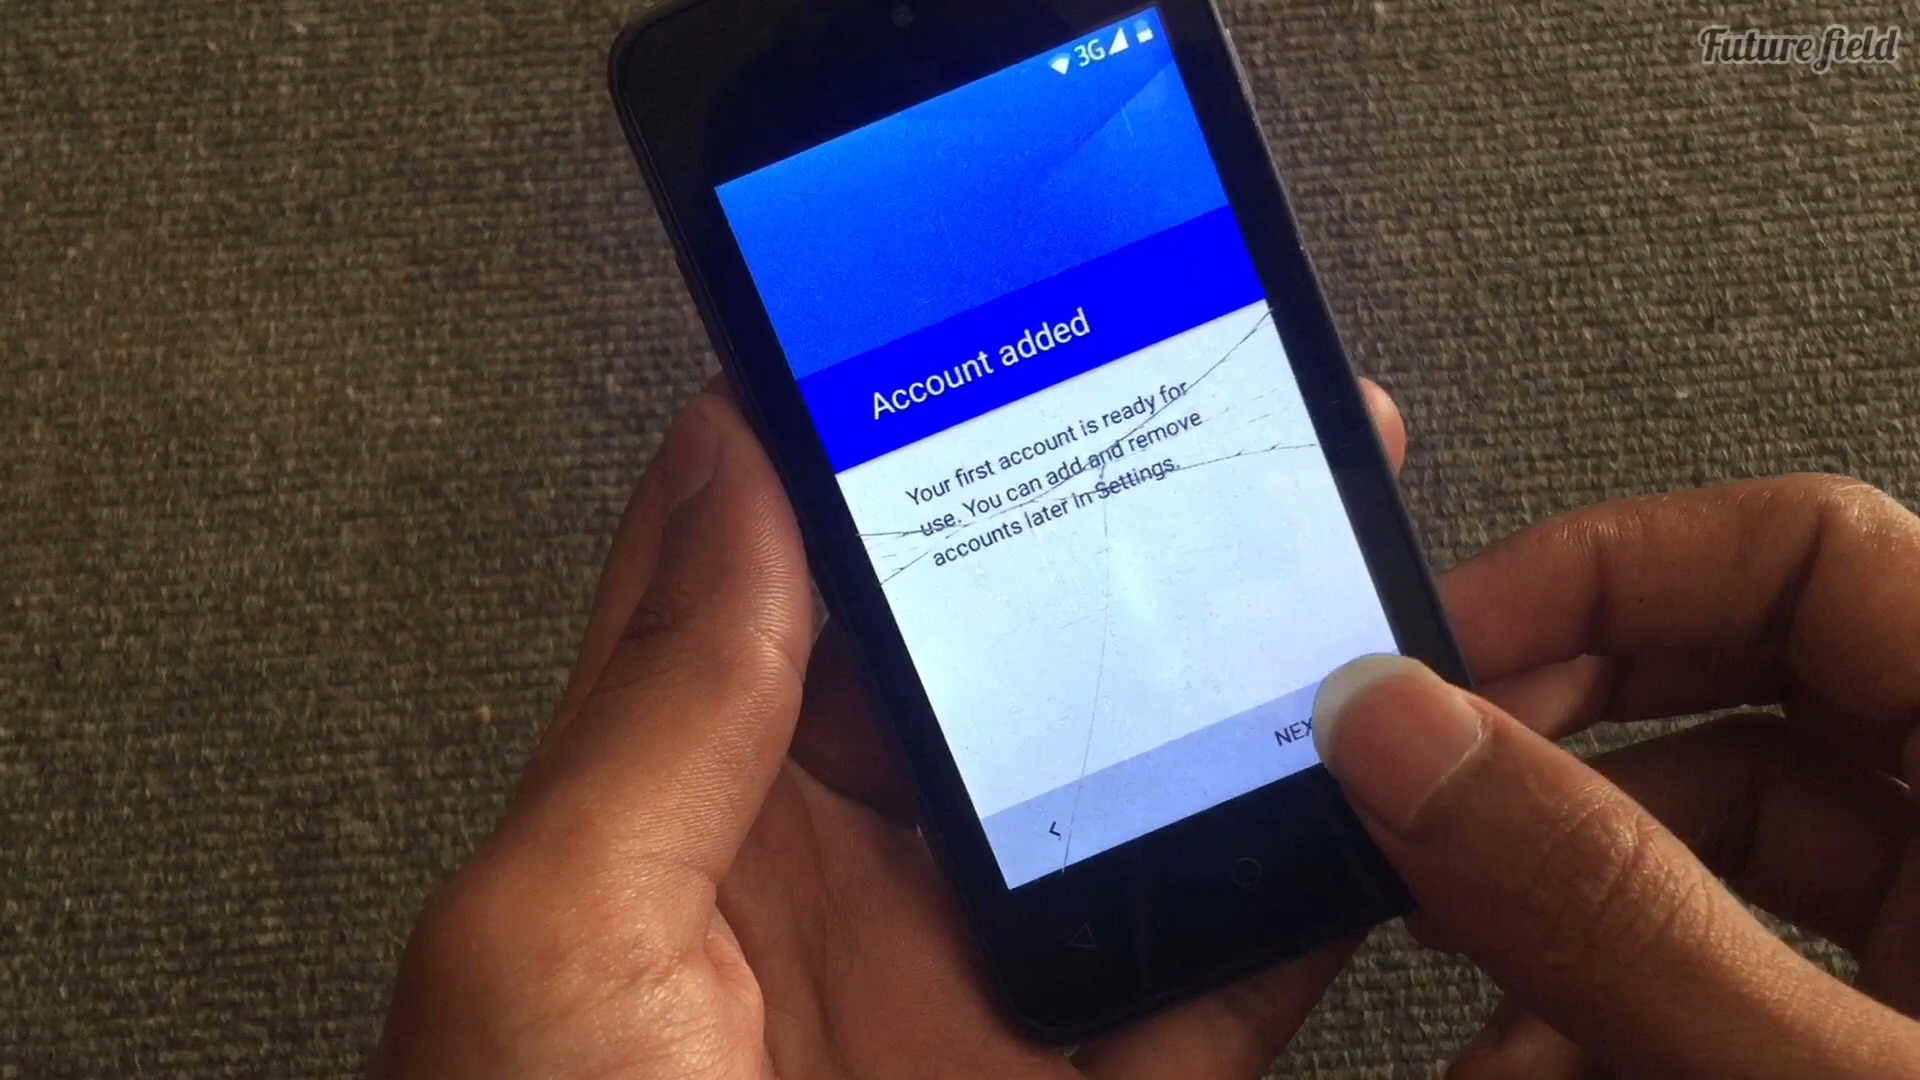 Future field
3G
Account added
Your first account is ready for
use. You can add and remove
accounts later in Settings.
NEX